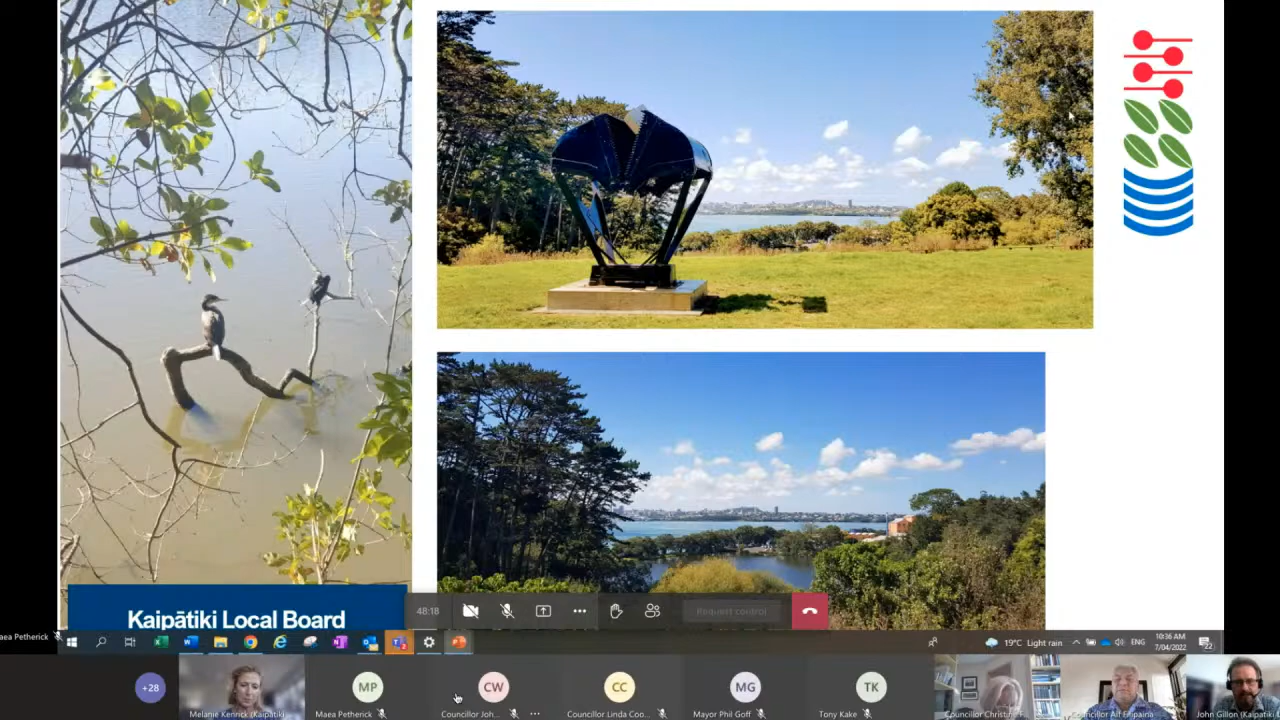 Kaipātiki Local Board
48:18
Request control
aea Petherick
19°C Light rain
ENG
10:36 AM
7/04/2022
22
+28
MP
CW
CC
MG
TK
Melanie Kenrick (Kaipātiki)
Maea Petherick
Councillor Joh...
Councillor Linda Coo...
Mayor Phil Goff
Tony Kake
Councillor Christine F
Councillor Alf Filipaina
John Gillon (Kaipātiki